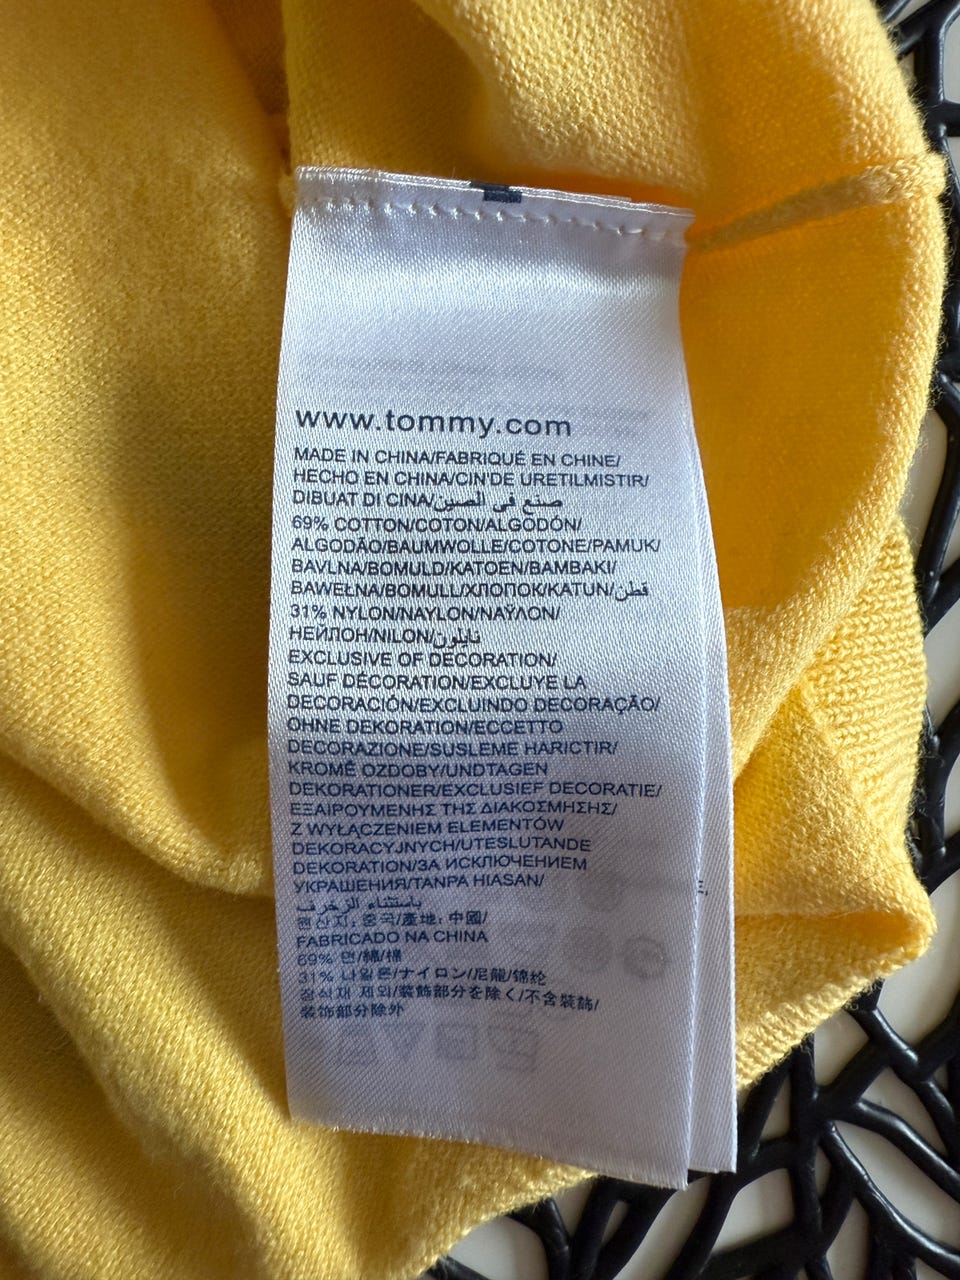 www.tommy.com
MADE IN CHINA/FABRIQUÉ EN CHINE/
HECHO EN CHINA/CIN'DE URETILMISTIR/
DIBUAT DI CINA/صنع في الصين
69% COTTON/COTON/ALGODÓN/
ALGODÃO/BAUMWOLLE/COTONE/PAMUK/
BAVLNA/BOMULD/KATOEN/BAMBAKI/
BAWEŁNA/BOMULL/ХЛОПОК/KATUN/قطن
31% NYLON/NAYLON/ΝΑΫΛΟΝ/
НЕЙЛОН/NILON/نايلون
EXCLUSIVE OF DECORATION/
SAUF DÉCORATION/EXCLUYE LA
DECORACIÓN/EXCLUINDO DECORAÇÃO/
OHNE DEKORATION/ECCETTO
DECORAZIONE/SUSLEME HARICTIR/
KROMĚ OZDOBY/UNDTAGEN
DEKORATIONER/EXCLUSIEF DECORATIE/
ΕΞΑΙΡΟΥΜΕΝΗΣ ΤΗΣ ΔΙΑΚΟΣΜΗΣΗΣ/
Z WYŁĄCZENIEM ELEMENTÓW
DEKORACYJNYCH/UTESLUTANDE
DEKORATION/ЗА ИСКЛЮЧЕНИЕМ
УКРАШЕНИЯ/TANPA HIASAN/
باستثناء الزخرف
원산지: 중국/產地: 中國/
FABRICADO NA CHINA
69% 면/綿/棉
31% 나일론/ナイロン/尼龍/锦纶
장식재 제외/装飾部分を除く/不含裝飾/
装饰部分除外
E,